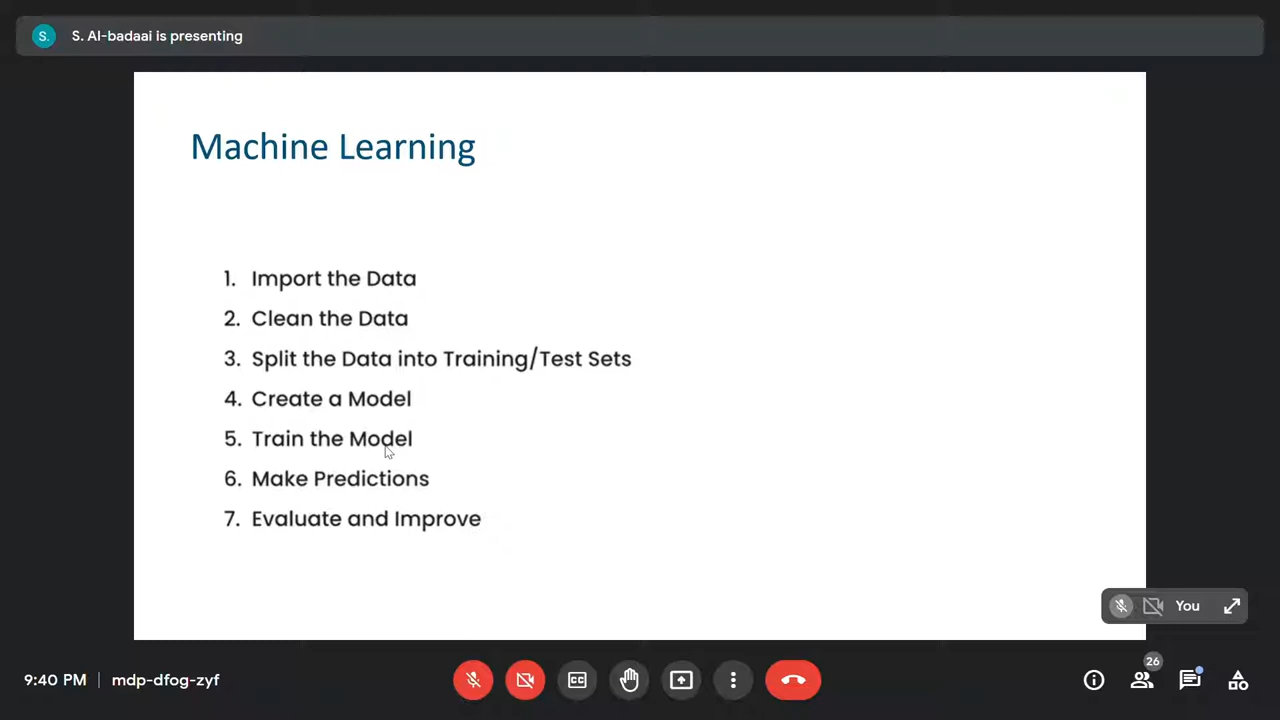 S. S. Al-badaai is presenting
Machine Learning
1. Import the Data
2. Clean the Data
3. Split the Data into Training/Test Sets
4. Create a Model
5. Train the Model
6. Make Predictions
7. Evaluate and Improve
You
26
9:40 PM | mdp-dfog-zyf
CC